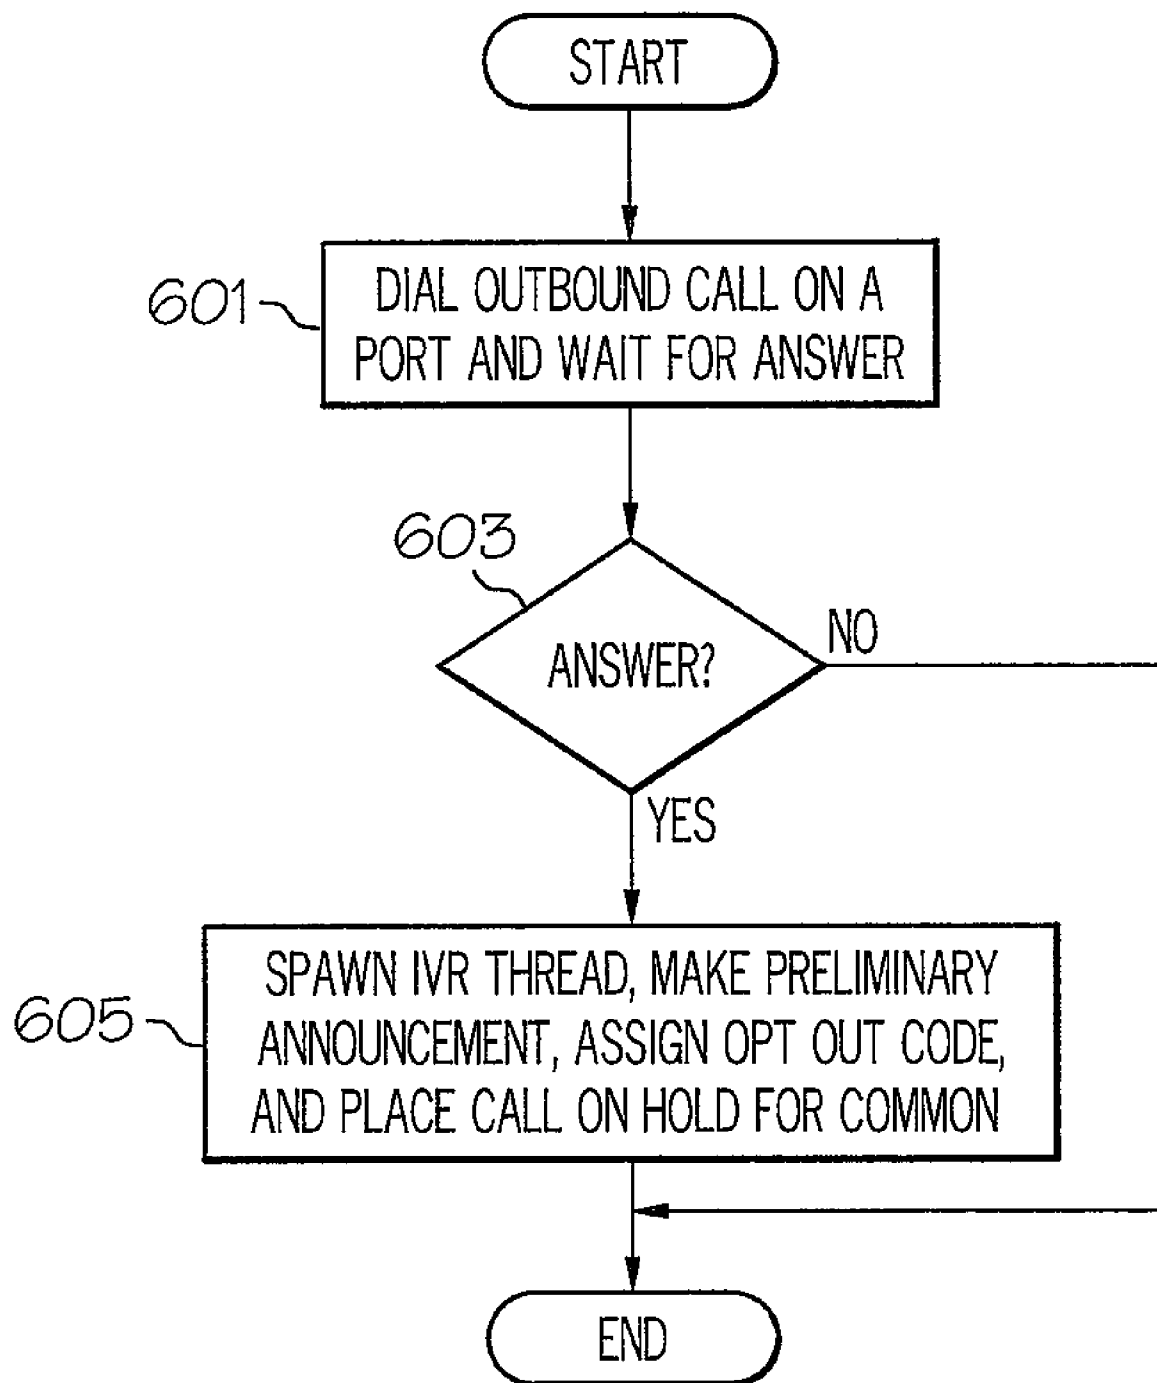 START
601
DIAL OUTBOUND CALL ON A
PORT AND WAIT FOR ANSWER
603
ANSWER?
NO
YES
605
SPAWN IVR THREAD, MAKE PRELIMINARY
ANNOUNCEMENT, ASSIGN OPT OUT CODE,
AND PLACE CALL ON HOLD FOR COMMON
END